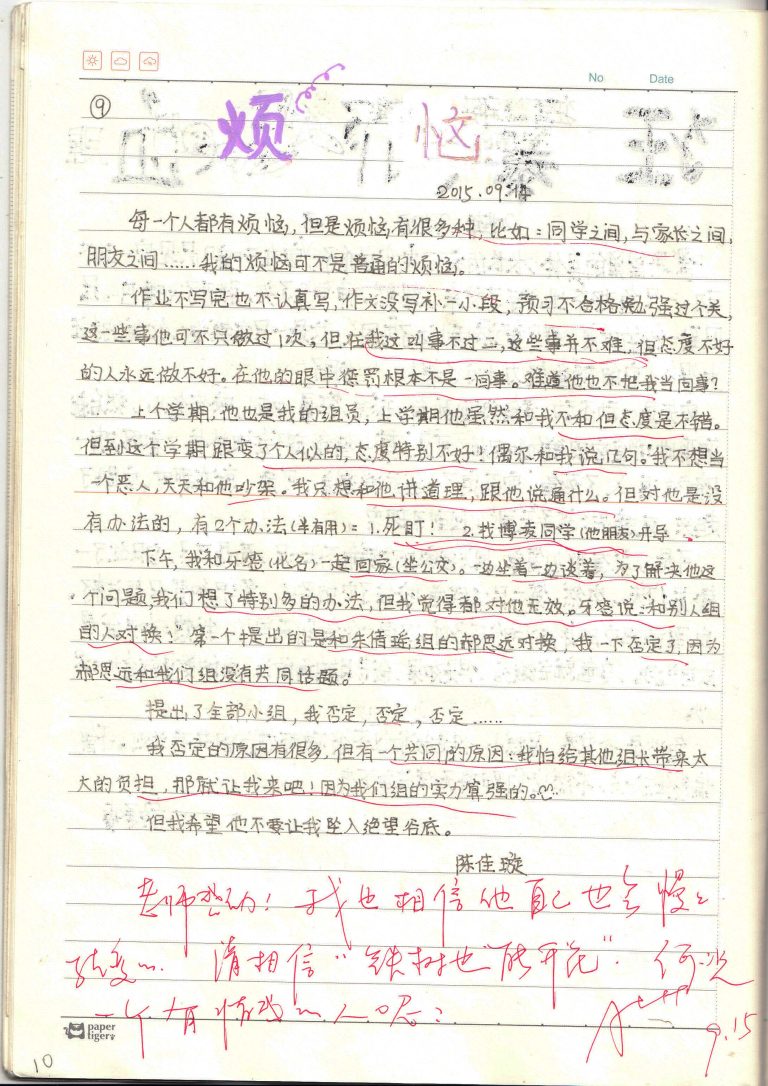 No Date
⑨ 烦 恼
2015.09.14
每一个人都有烦恼,但是烦恼有很多种,比如:同学之间,与家长之间,
朋友之间……我的烦恼可不是普通的烦恼。
作业不写完也不认真写,作文没写补一小段,预习不合格勉强过个关,
这一些事他可不只做过1次。但在我这叫事不过二,这些事并不难,但态度不好
的人永远做不好。在他的眼中惩罚根本不是一回事。难道他也不把我当回事?
上个学期,他也是我的组员,上学期他虽然和我不和但态度是不错。
但到这个学期跟变了个人似的,态度特别不好!偶尔和我说几句。我不想当
一个恶人,天天和他吵架。我只想和他讲道理,跟他说通什么。但对他是没
有办法的,有2个办法(半有用)=1.死盯! 2.找博凌同学(他朋友)开导
下午,我和牙签(化名)一起回家(坐公交)。一边坐着一边谈着,为了解决他这
个问题,我们想了特别多的办法,但我觉得都对他无效。牙签说:和别人组
的人对换!"第一个提出的是和朱倩瑶组的郝思远对换,我一下否定了,因为
郝思远和我们组没有共同话题。
提出了全部小组,我否定,否定,否定……
我否定的原因有很多,但有一个共同的原因:我怕给其他组长带来太
大的负担,那就让我来吧!因为我们组的实力算强的。
但我希望他不要让我坠入绝望谷底。
陈佳璇
老师感动!我也相信他自己也会慢慢
转变的。请相信"铁树也能开花"。何况
一个有情感的人呢?
A+++ 9.15
paper tiger
10